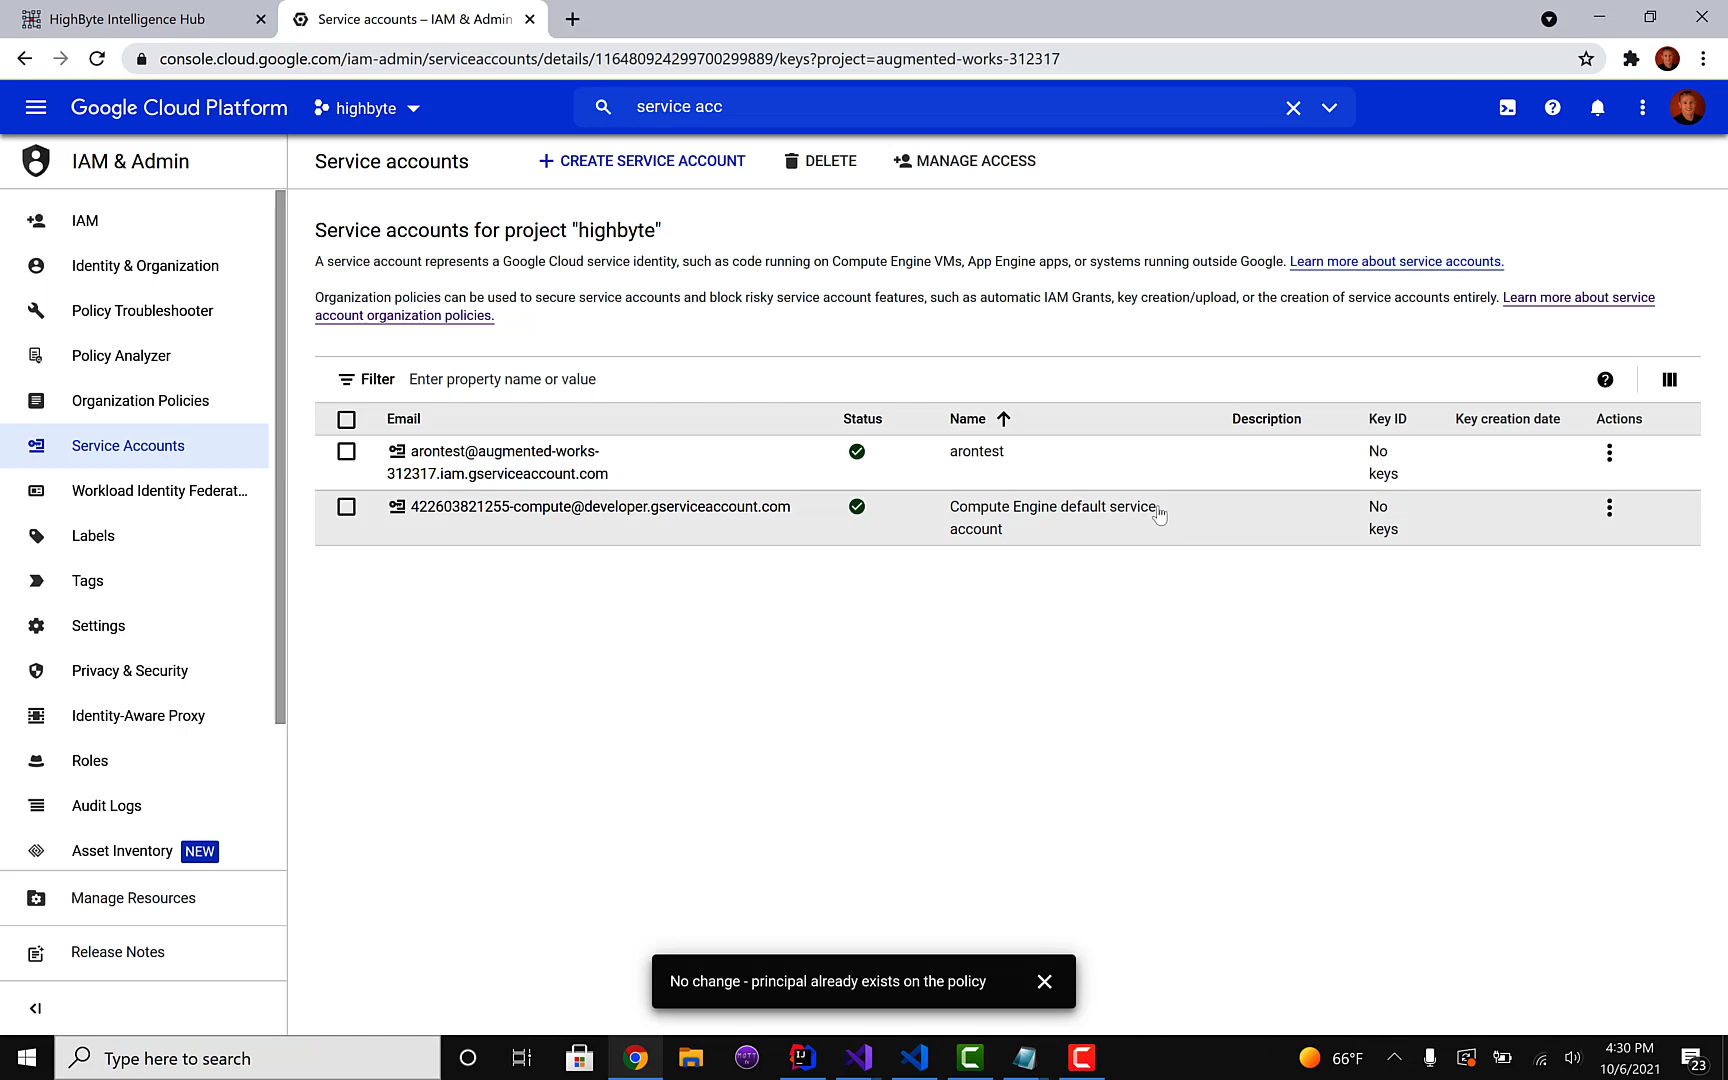 HighByte Intelligence Hub
Service accounts – IAM & Admin
console.cloud.google.com/iam-admin/serviceaccounts/details/116480924299700299889/keys?project=augmented-works-312317
Google Cloud Platform
highbyte
service acc
IAM & Admin
Service accounts
CREATE SERVICE ACCOUNT
DELETE
MANAGE ACCESS
IAM
Identity & Organization
Policy Troubleshooter
Policy Analyzer
Organization Policies
Service Accounts
Workload Identity Federat...
Labels
Tags
Settings
Privacy & Security
Identity-Aware Proxy
Roles
Audit Logs
Asset Inventory NEW
Manage Resources
Release Notes
Service accounts for project "highbyte"
A service account represents a Google Cloud service identity, such as code running on Compute Engine VMs, App Engine apps, or systems running outside Google. Learn more about service accounts.
Organization policies can be used to secure service accounts and block risky service account features, such as automatic IAM Grants, key creation/upload, or the creation of service accounts entirely. Learn more about service
account organization policies.
Filter Enter property name or value
Email Status Name Description Key ID Key creation date Actions
arontest@augmented-works- arontest No
312317.iam.gserviceaccount.com keys
422603821255-compute@developer.gserviceaccount.com Compute Engine default service No
account keys
No change - principal already exists on the policy
Type here to search
MOTT
IJ
66°F
4:30 PM
10/6/2021
23